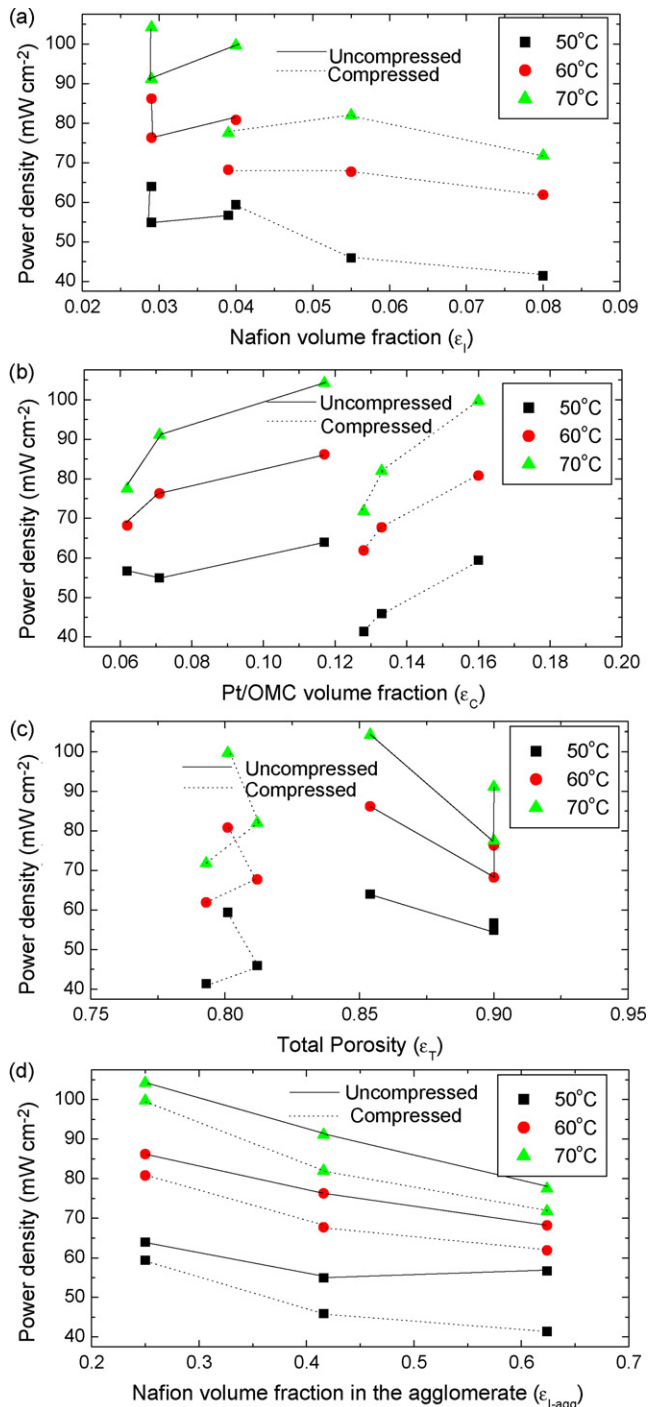 (a)
Power density (mW cm⁻²)
100
90
80
70
60
50
40
Uncompressed
Compressed
50°C
60°C
70°C
0.02 0.03 0.04 0.05 0.06 0.07 0.08 0.09
Nafion volume fraction (εI)
(b)
Power density (mW cm⁻²)
100
90
80
70
60
50
40
Uncompressed
Compressed
50°C
60°C
70°C
0.06 0.08 0.10 0.12 0.14 0.16 0.18 0.20
Pt/OMC volume fraction (εC)
(c)
Power density (mW cm⁻²)
100
90
80
70
60
50
40
Uncompressed
Compressed
50°C
60°C
70°C
0.75 0.80 0.85 0.90 0.95
Total Porosity (εT)
(d)
Power density (mW cm⁻²)
100
90
80
70
60
50
40
Uncompressed
Compressed
50°C
60°C
70°C
0.2 0.3 0.4 0.5 0.6 0.7
Nafion volume fraction in the agglomerate (εI-agg)